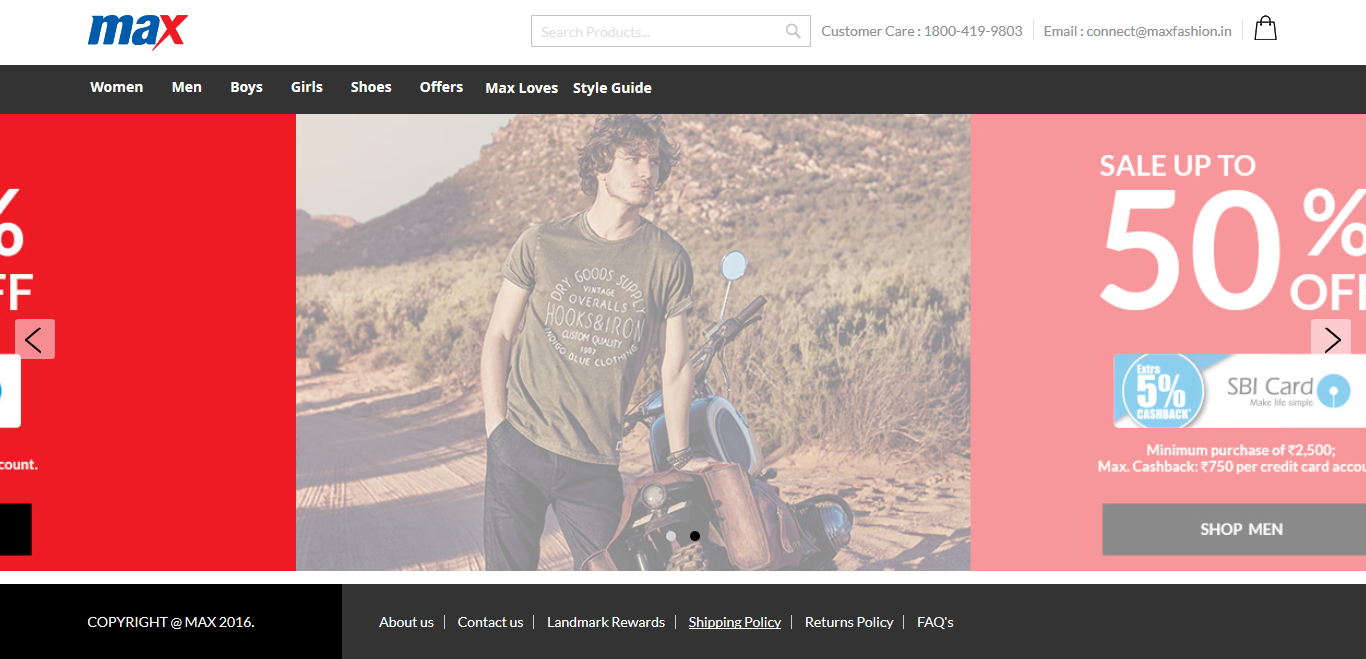 max
Search Products...
Customer Care : 1800-419-9803
Email : connect@maxfashion.in
Women Men Boys Girls Shoes Offers Max Loves Style Guide
%
FF
count.
DRY GOODS SUPPLY
VINTAGE
OVERALLS
HOOKS&IRON
CUSTOM QUALITY
1987
INDIGO BLUE CLOTHING
SALE UP TO
50%
OFF
Extra
5%
CASHBACK*
SBI Card
Make life simple
Minimum purchase of ₹2,500;
Max. Cashback: ₹750 per credit card accou
SHOP MEN
COPYRIGHT @ MAX 2016.
About us Contact us Landmark Rewards Shipping Policy Returns Policy FAQ's